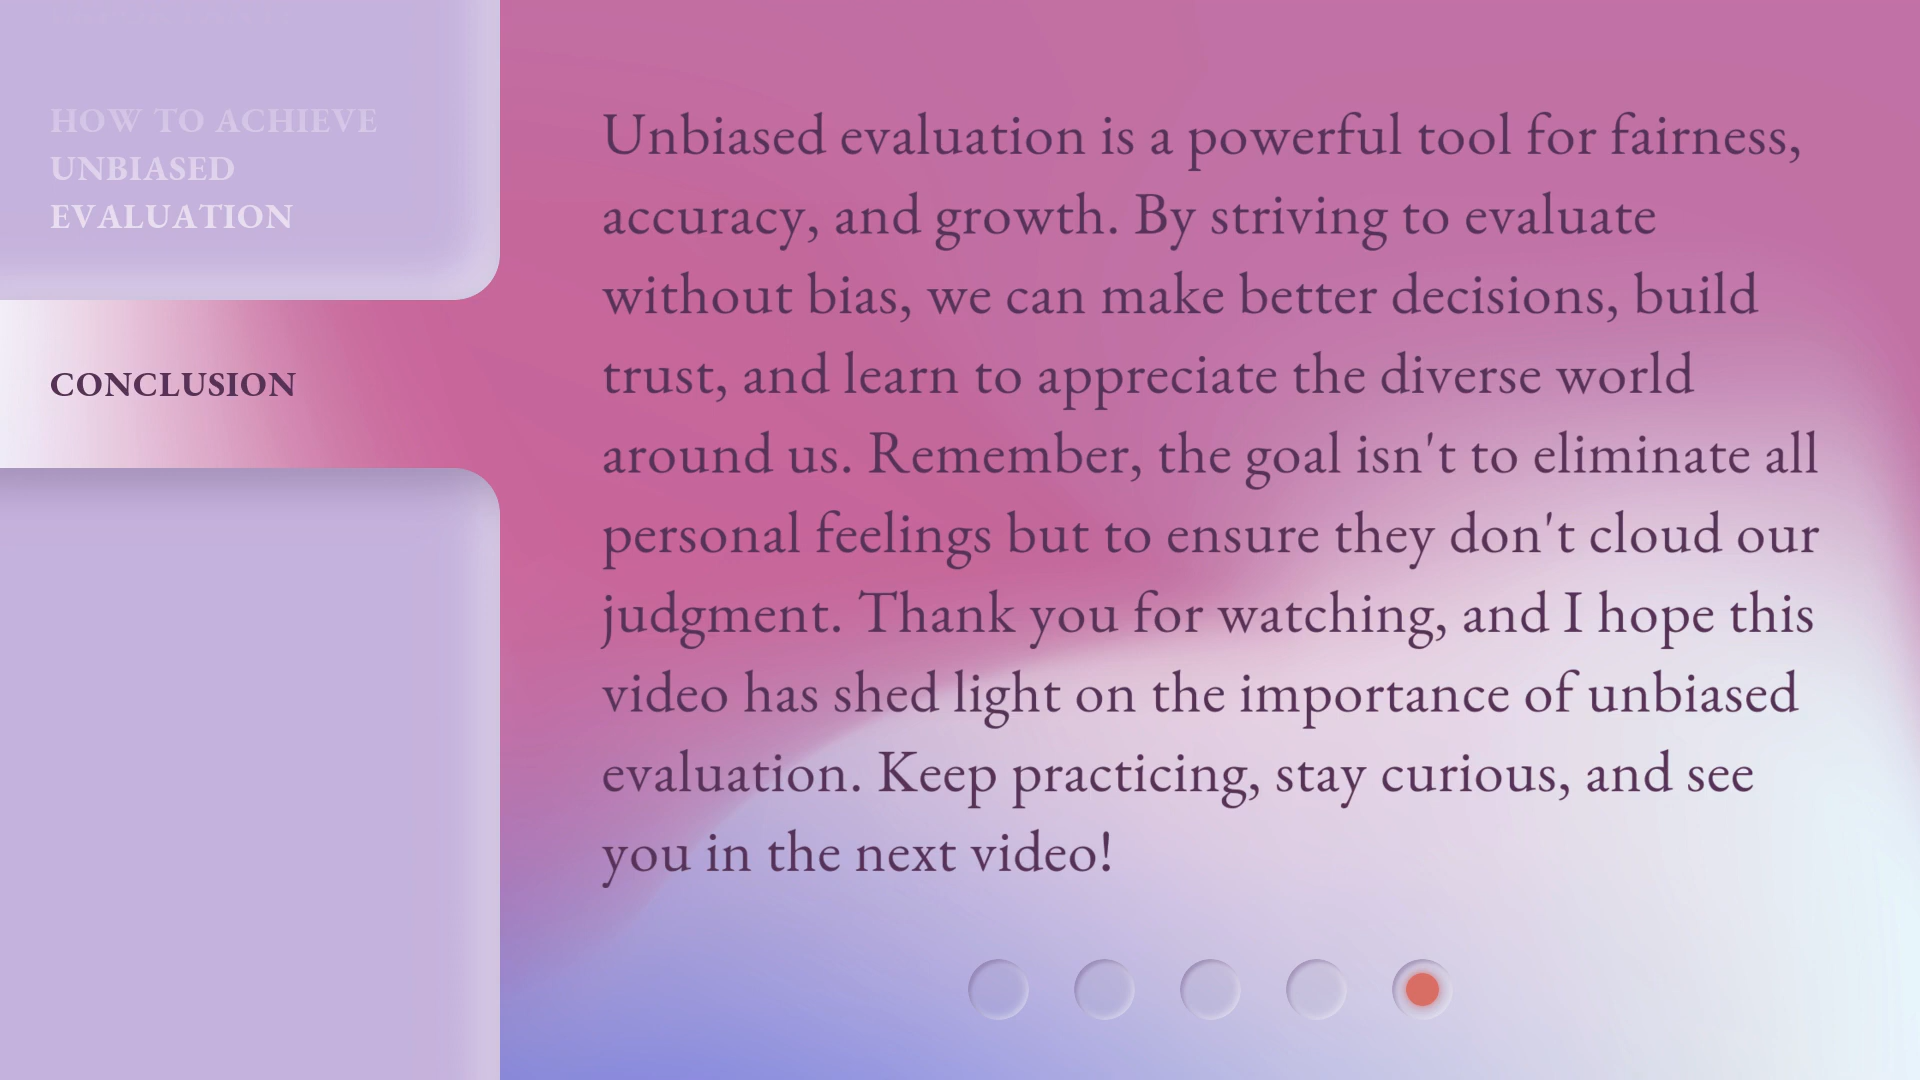 HOW TO ACHIEVE
UNBIASED
EVALUATION
CONCLUSION
Unbiased evaluation is a powerful tool for fairness,
accuracy, and growth. By striving to evaluate
without bias, we can make better decisions, build
trust, and learn to appreciate the diverse world
around us. Remember, the goal isn't to eliminate all
personal feelings but to ensure they don't cloud our
judgment. Thank you for watching, and I hope this
video has shed light on the importance of unbiased
evaluation. Keep practicing, stay curious, and see
you in the next video!